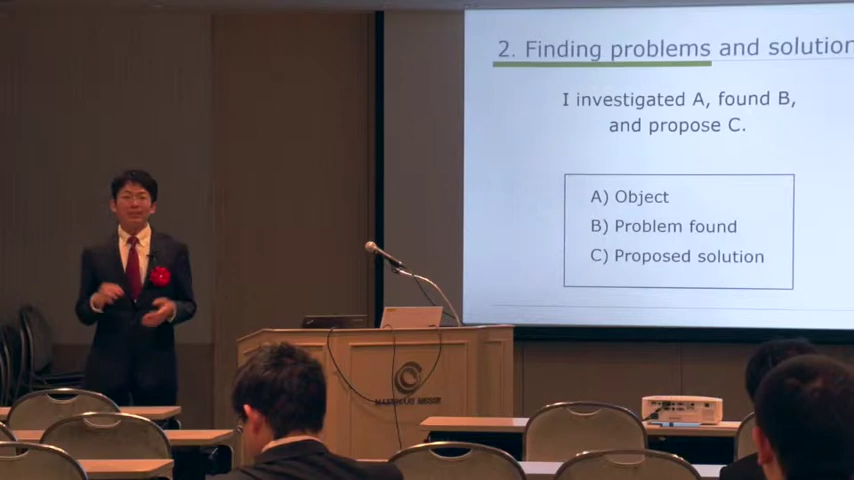 2. Finding problems and solution
I investigated A, found B,
and propose C.
A) Object
B) Problem found
C) Proposed solution